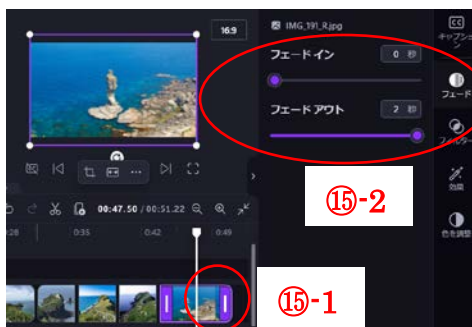 16:9
IMG_191_R.jpg
フェード イン
0 秒
フェード アウト
2 秒
キャプション
フェード
フィルター
効果
色を調整
⑮-2
00:47.50 / 00:51.22
0:28
0:35
0:42
0:49
⑮-1